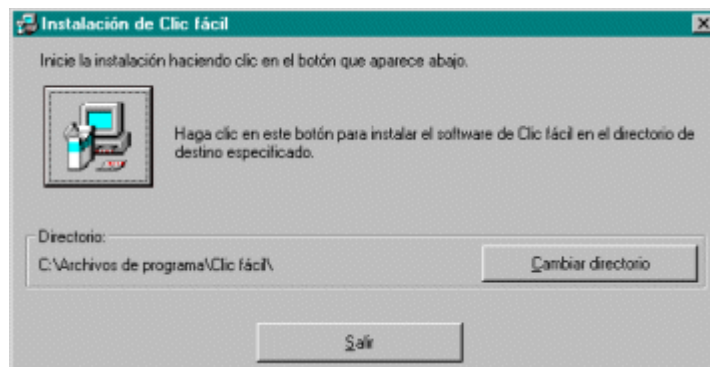 Instalación de Clic fácil
Inicie la instalación haciendo clic en el botón que aparece abajo.
Haga clic en este botón para instalar el software de Clic fácil en el directorio de
destino especificado.
Directorio:
C:\Archivos de programa\Clic fácil\
Cambiar directorio
Salir